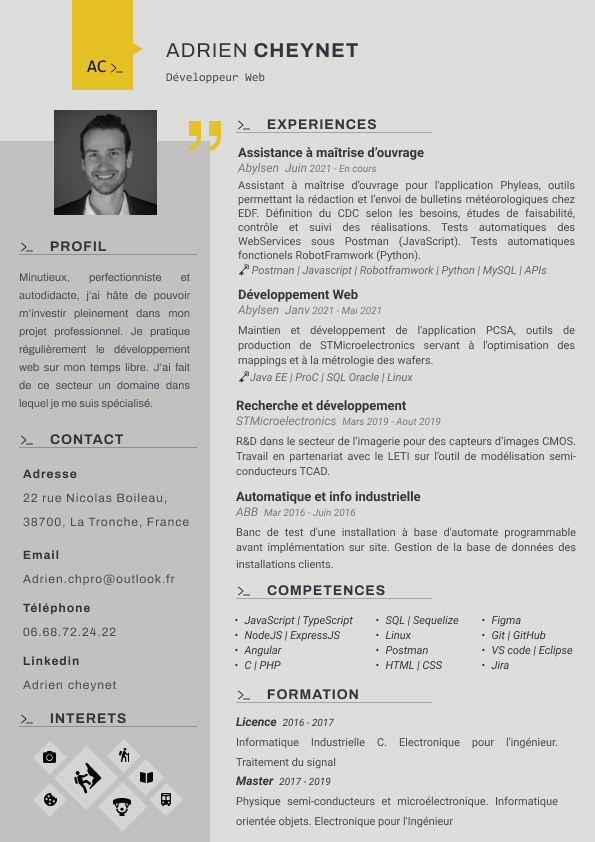 AC >_
ADRIEN CHEYNET
Développeur Web
>_ PROFIL
Minutieux, perfectionniste et
autodidacte, j'ai hâte de pouvoir
m'investir pleinement dans mon
projet professionnel. Je pratique
régulièrement le développement
web sur mon temps libre. J'ai fait
de ce secteur un domaine dans
lequel je me suis spécialisé.
>_ CONTACT
Adresse
22 rue Nicolas Boileau,
38700, La Tronche, France
Email
Adrien.chpro@outlook.fr
Téléphone
06.68.72.24.22
Linkedin
Adrien cheynet
>_ INTERETS
>_ EXPERIENCES
Assistance à maîtrise d'ouvrage
Abylsen Juin 2021 - En cours
Assistant à maîtrise d'ouvrage pour l'application Phyleas, outils
permettant la rédaction et l'envoi de bulletins météorologiques chez
EDF. Définition du CDC selon les besoins, études de faisabilité,
contrôle et suivi des réalisations. Tests automatiques des
WebServices sous Postman (JavaScript). Tests automatiques
fonctionels RobotFramwork (Python).
Postman | Javascript | Robotframwork | Python | MySQL | APIs
Développement Web
Abylsen Janv 2021 - Mai 2021
Maintien et développement de l'application PCSA, outils de
production de STMicroelectronics servant à l'optimisation des
mappings et à la métrologie des wafers.
Java EE | ProC | SQL Oracle | Linux
Recherche et développement
STMicroelectronics Mars 2019 - Aout 2019
R&D dans le secteur de l'imagerie pour des capteurs d'images CMOS.
Travail en partenariat avec le LETI sur l'outil de modélisation semi-
conducteurs TCAD.
Automatique et info industrielle
ABB Mar 2016 - Juin 2016
Banc de test d'une installation à base d'automate programmable
avant implémentation sur site. Gestion de la base de données des
installations clients.
>_ COMPETENCES
• JavaScript | TypeScript • SQL | Sequelize • Figma
• NodeJS | ExpressJS • Linux • Git | GitHub
• Angular • Postman • VS code | Eclipse
• C | PHP • HTML | CSS • Jira
>_ FORMATION
Licence 2016 - 2017
Informatique Industrielle C. Electronique pour l'ingénieur.
Traitement du signal
Master 2017 - 2019
Physique semi-conducteurs et microélectronique. Informatique
orientée objets. Electronique pour l'Ingénieur